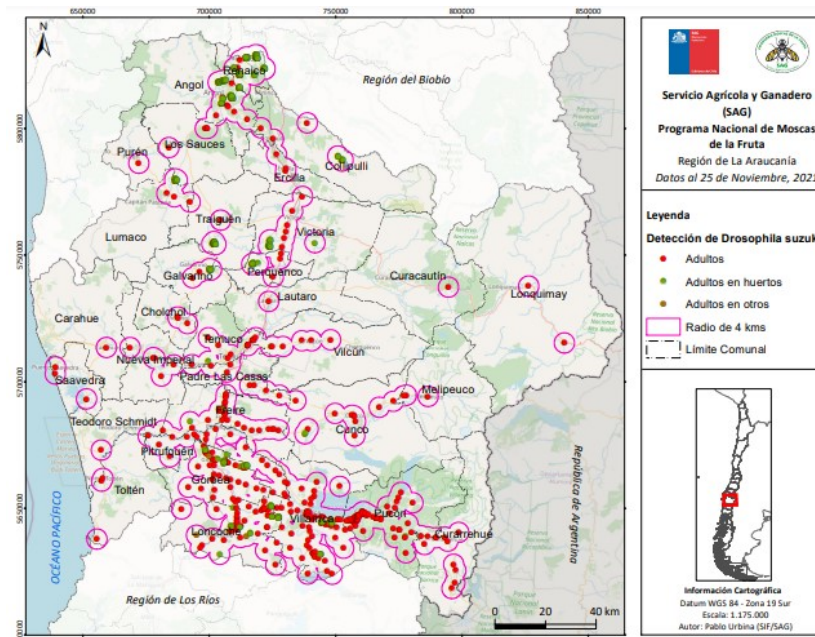 650000
700000
750000
800000
850000
N
Renaico
Angol
Región del Biobío
5800000
Los Sauces
Purén
Collipulli
Ercilla
Traiguén
Victoria
Lumaco
5750000
Galvarino
Perquenco
Curacautín
Lonquimay
Lautaro
Cholchol
Carahue
Temuco
Vilcún
Nueva Imperial
5700000
Saavedra
Padre Las Casas
Melipeuco
Freire
Teodoro Schmidt
Cunco
Pitrufquén
Gorbea
Toltén
5650000
Villarrica
Pucón
Loncoche
Curarrehue
OCÉANO PACÍFICO
República de Argentina
Región de Los Ríos
0 20 40 km
SAG
Servicio Agrícola y Ganadero
(SAG)
Programa Nacional de Moscas
de la Fruta
Región de La Araucanía
Datos al 25 de Noviembre, 2021
Leyenda
Detección de Drosophila suzuk
Adultos
Adultos en huertos
Adultos en otros
Radio de 4 kms
Límite Comunal
Información Cartográfica
Datum WGS 84 - Zona 19 Sur
Escala: 1.175.000
Autor: Pablo Urbina (SIF/SAG)